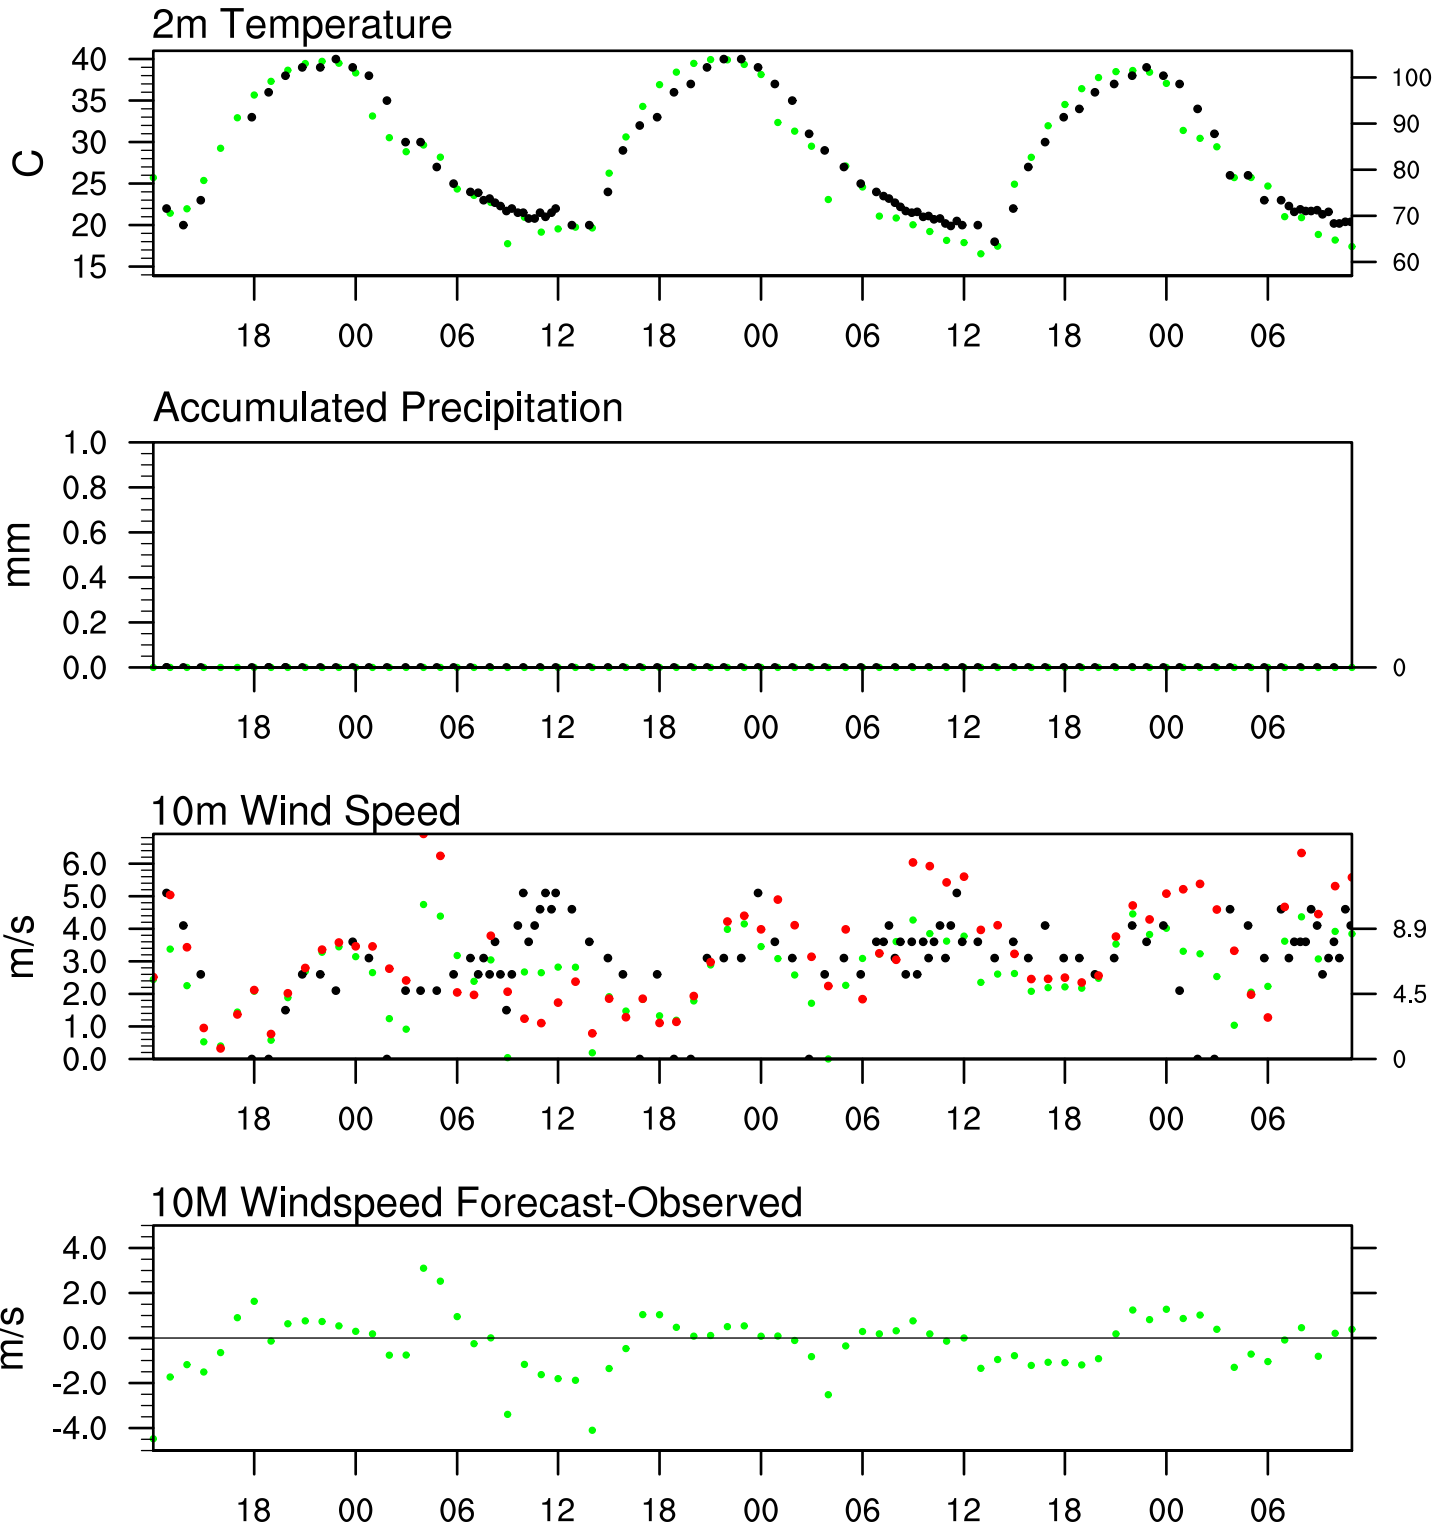 2m Temperature
40
35
30
25
20
15
C
100
90
80
70
60
18 00 06 12 18 00 06 12 18 00 06
Accumulated Precipitation
1.0
0.8
0.6
0.4
0.2
0.0
mm
0
18 00 06 12 18 00 06 12 18 00 06
10m Wind Speed
6.0
5.0
4.0
3.0
2.0
1.0
0.0
m/s
8.9
4.5
0
18 00 06 12 18 00 06 12 18 00 06
10M Windspeed Forecast-Observed
4.0
2.0
0.0
-2.0
-4.0
m/s
18 00 06 12 18 00 06 12 18 00 06